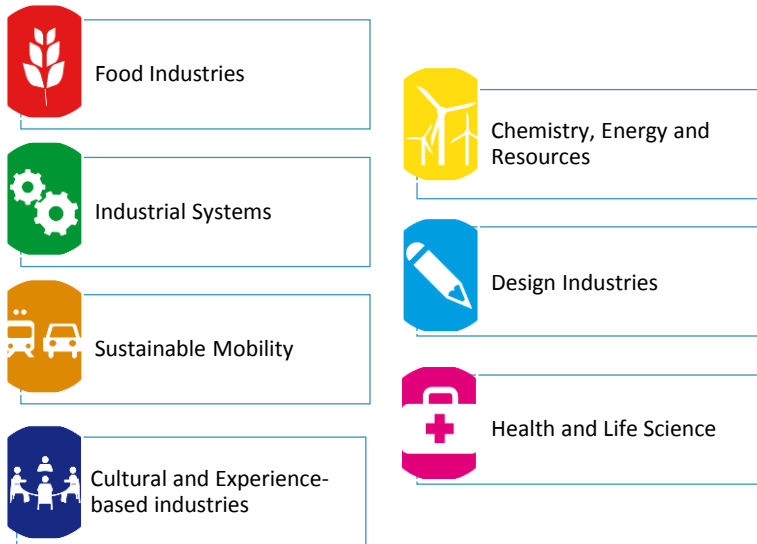 Food Industries
Industrial Systems
Sustainable Mobility
Cultural and Experience-
based industries
Chemistry, Energy and
Resources
Design Industries
Health and Life Science